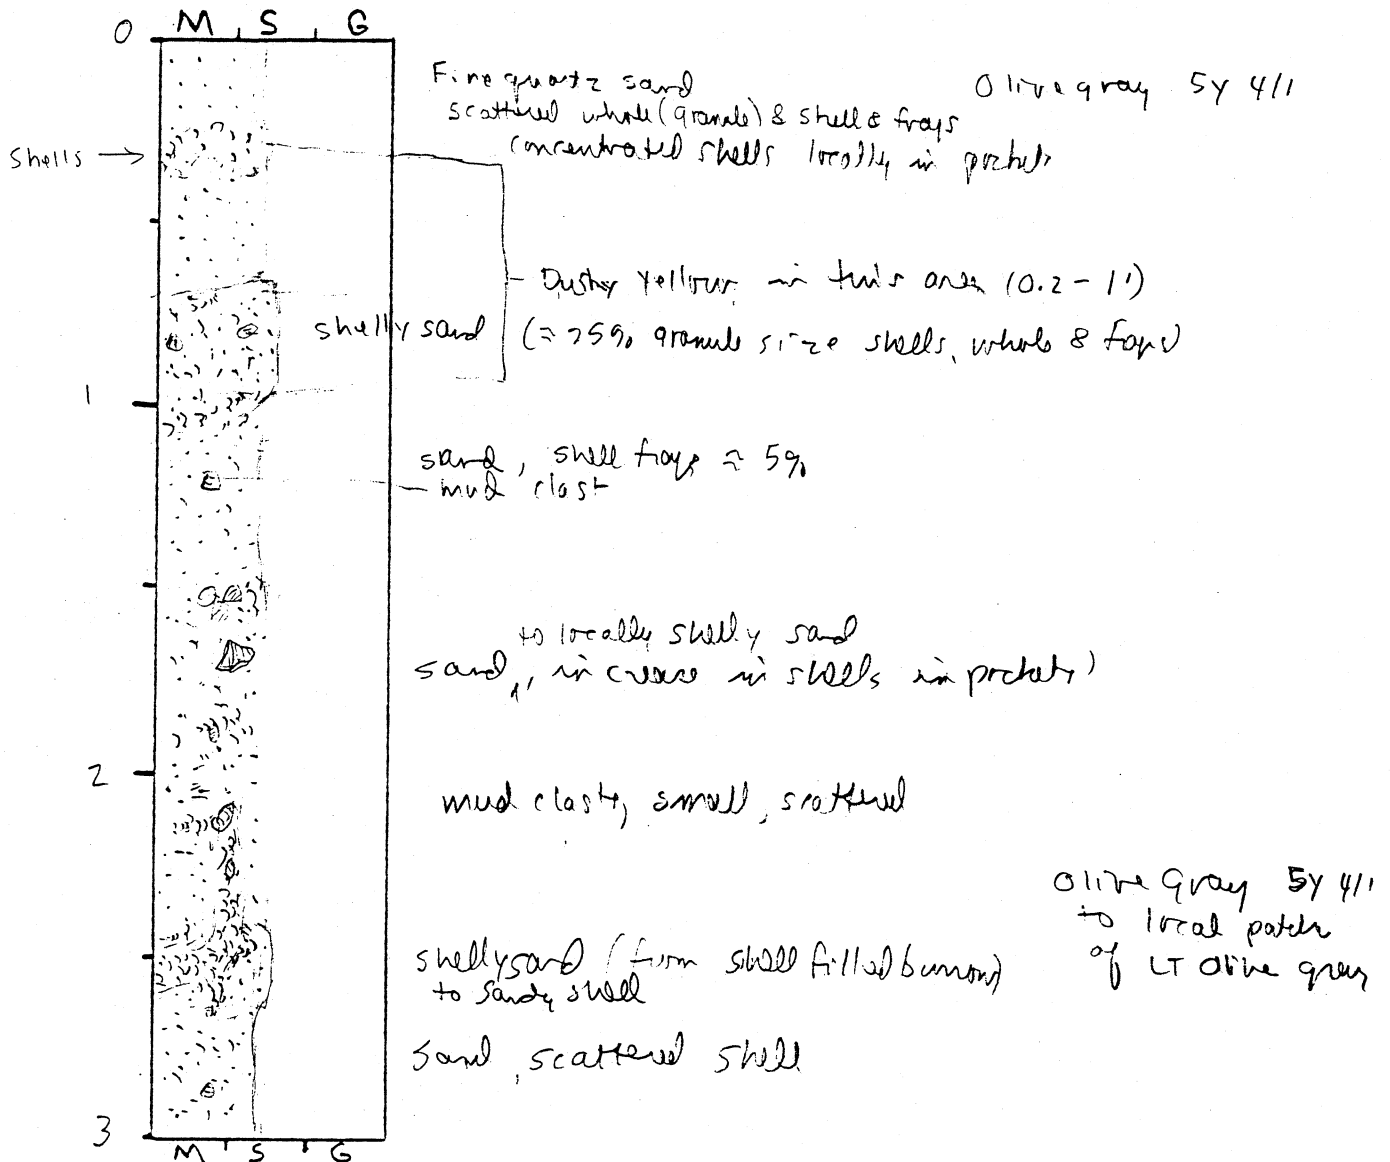 M S G
0
Fine quartz sand
Olive gray 5Y 4/1
scattered whole (granule) & shell & frags
concentrated shells locally in pockets
Shells →
Dusky Yellow in this area (0.2 - 1')
shelly sand (≈ 25% granule size shells, whole & frags)
1
sand, shell frags ≈ 5%
mud clast
to locally shelly sand
sand, increase in shells in pockets)
2
mud clasts, small, scattered
Olive Gray 5Y 4/1
to local patch
of LT Olive gray
shelly sand (from shell filled burrow)
to sandy shell
sand, scattered shell
3
M S G